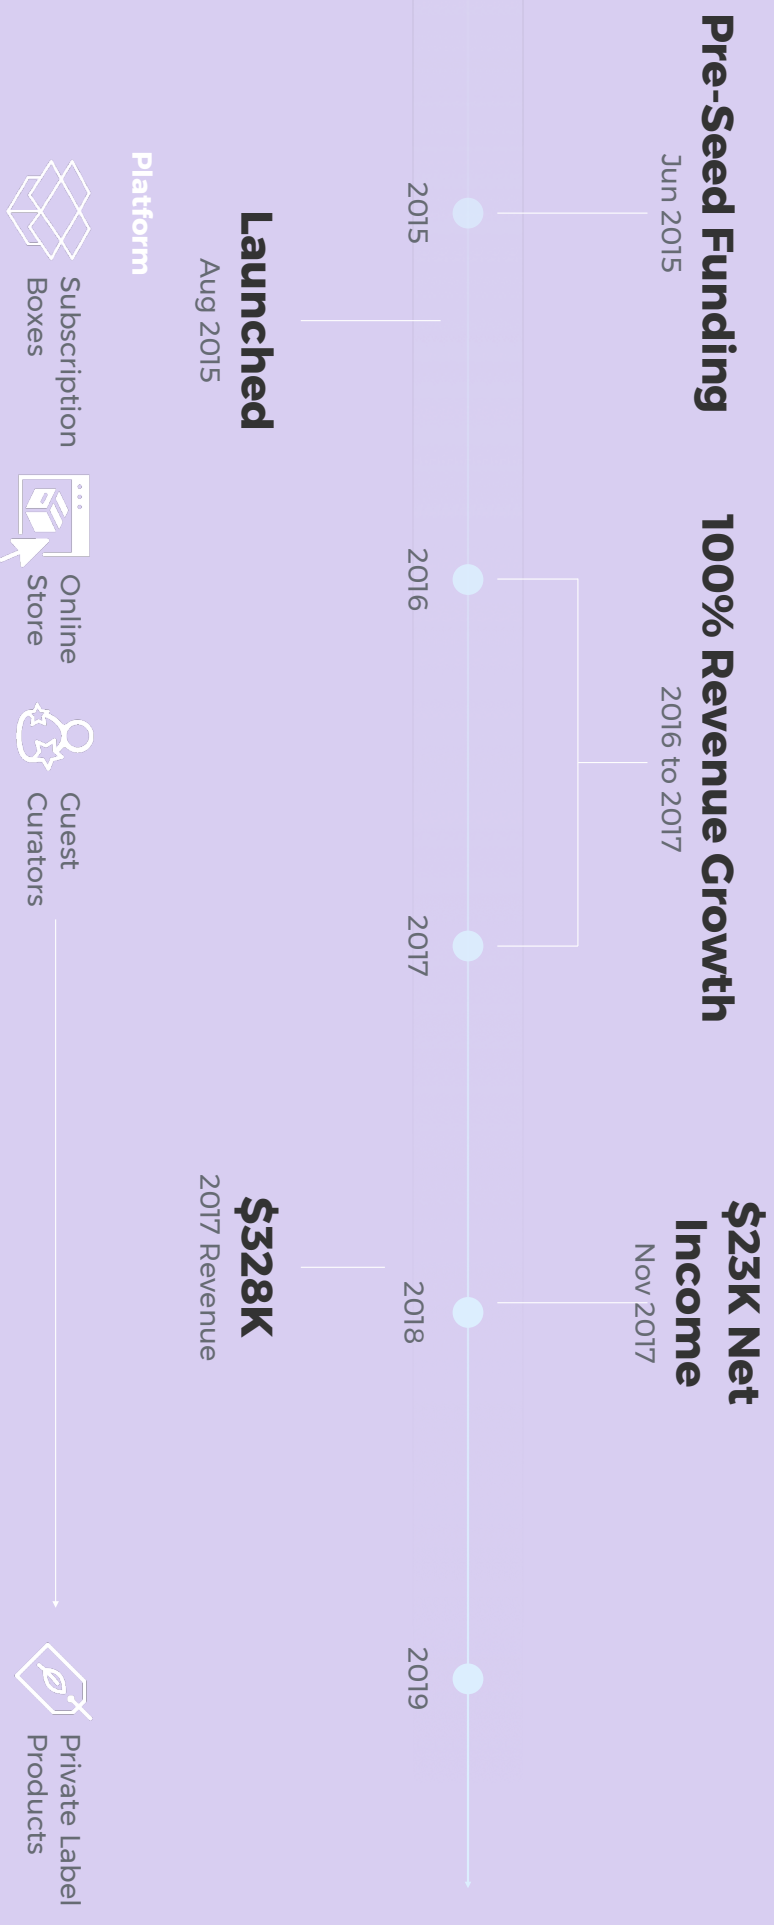 Pre-Seed Funding
Jun 2015
100% Revenue Growth
2016 to 2017
$23K Net
Income
Nov 2017
2015
2016
2017
2018
2019
Launched
Aug 2015
$328K
2017 Revenue
Platform
Subscription
Boxes
Online
Store
Guest
Curators
Private Label
Products